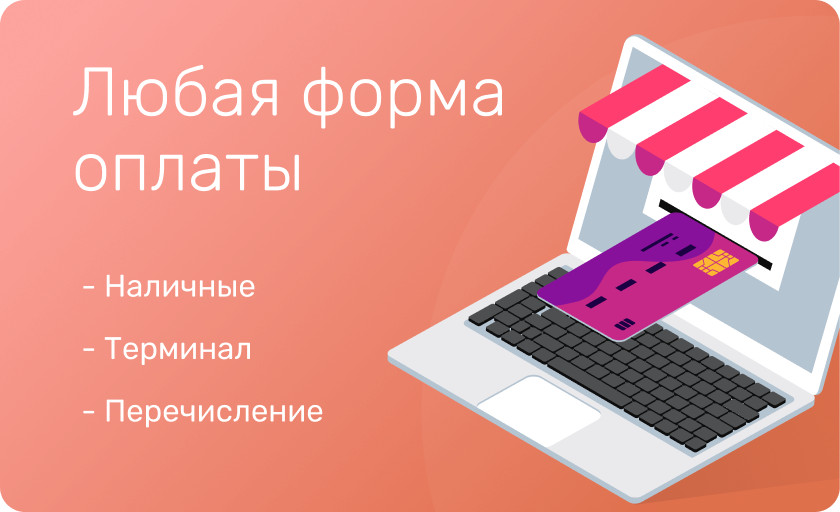 Любая форма
оплаты
- Наличные
- Терминал
- Перечисление